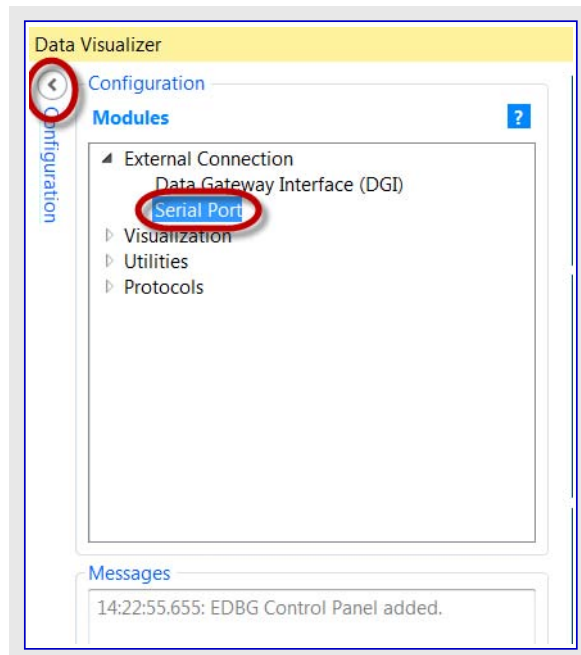 Data Visualizer
Configuration
Configuration
Modules
?
External Connection
Data Gateway Interface (DGI)
Serial Port
Visualization
Utilities
Protocols
Messages
14:22:55.655: EDBG Control Panel added.